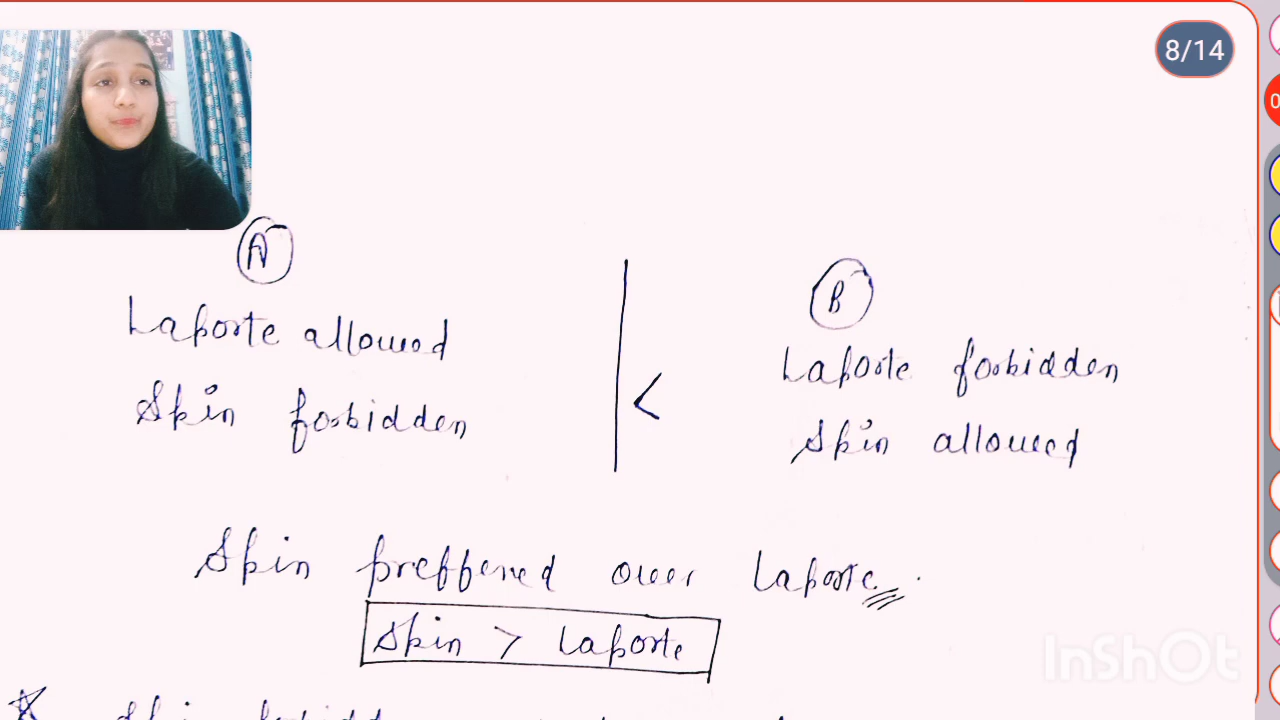 8/14
A
Laporte allowed
Spin forbidden
<
B
Laporte forbidden
Spin allowed
Spin preffered over Laporte.
Spin > Laporte
InShOt